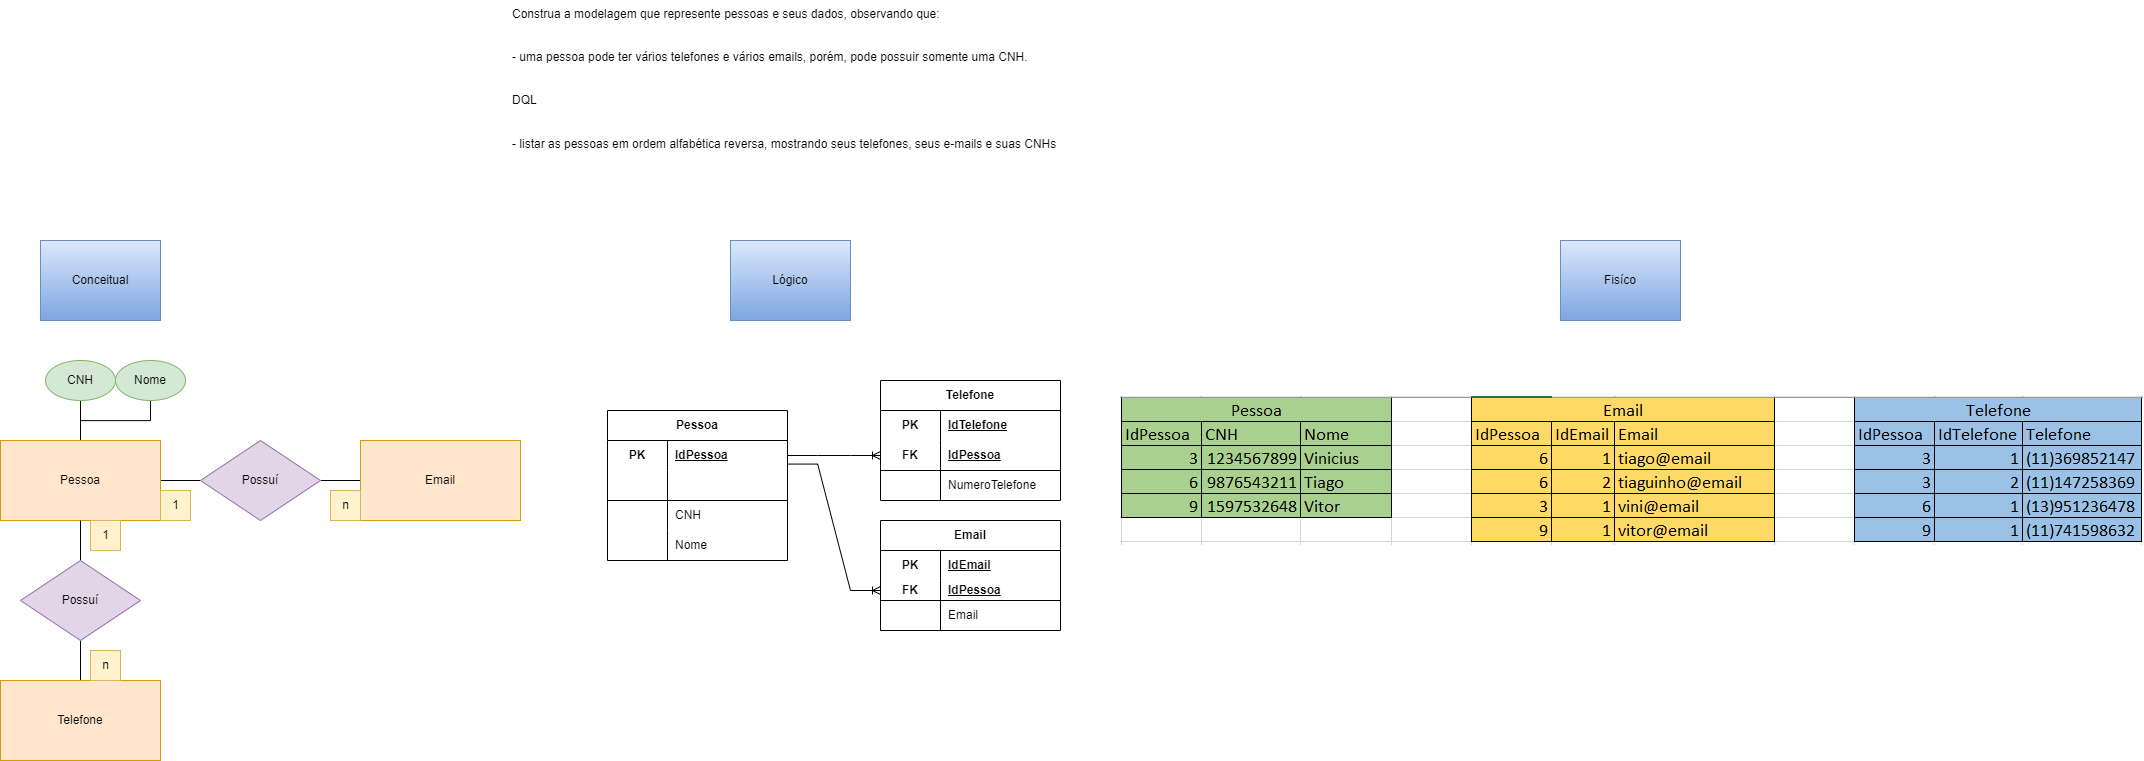 Construa a modelagem que represente pessoas e seus dados, observando que:
- uma pessoa pode ter vários telefones e vários emails, porém, pode possuir somente uma CNH.
DQL
- listar as pessoas em ordem alfabética reversa, mostrando seus telefones, seus e-mails e suas CNHs
Conceitual
Lógico
Fisíco
CNH
Nome
Pessoa
Possuí
Email
1
n
1
Possuí
n
Telefone
Pessoa
PK IdPessoa
CNH
Nome
Telefone
PK IdTelefone
FK IdPessoa
NumeroTelefone
Email
PK IdEmail
FK IdPessoa
Email
Pessoa
IdPessoa CNH Nome
3 1234567899 Vinicius
6 9876543211 Tiago
9 1597532648 Vitor
Email
IdPessoa IdEmail Email
6 1 tiago@email
6 2 tiaguinho@email
3 1 vini@email
9 1 vitor@email
Telefone
IdPessoa IdTelefone Telefone
3 1 (11)369852147
3 2 (11)147258369
6 1 (13)951236478
9 1 (11)741598632